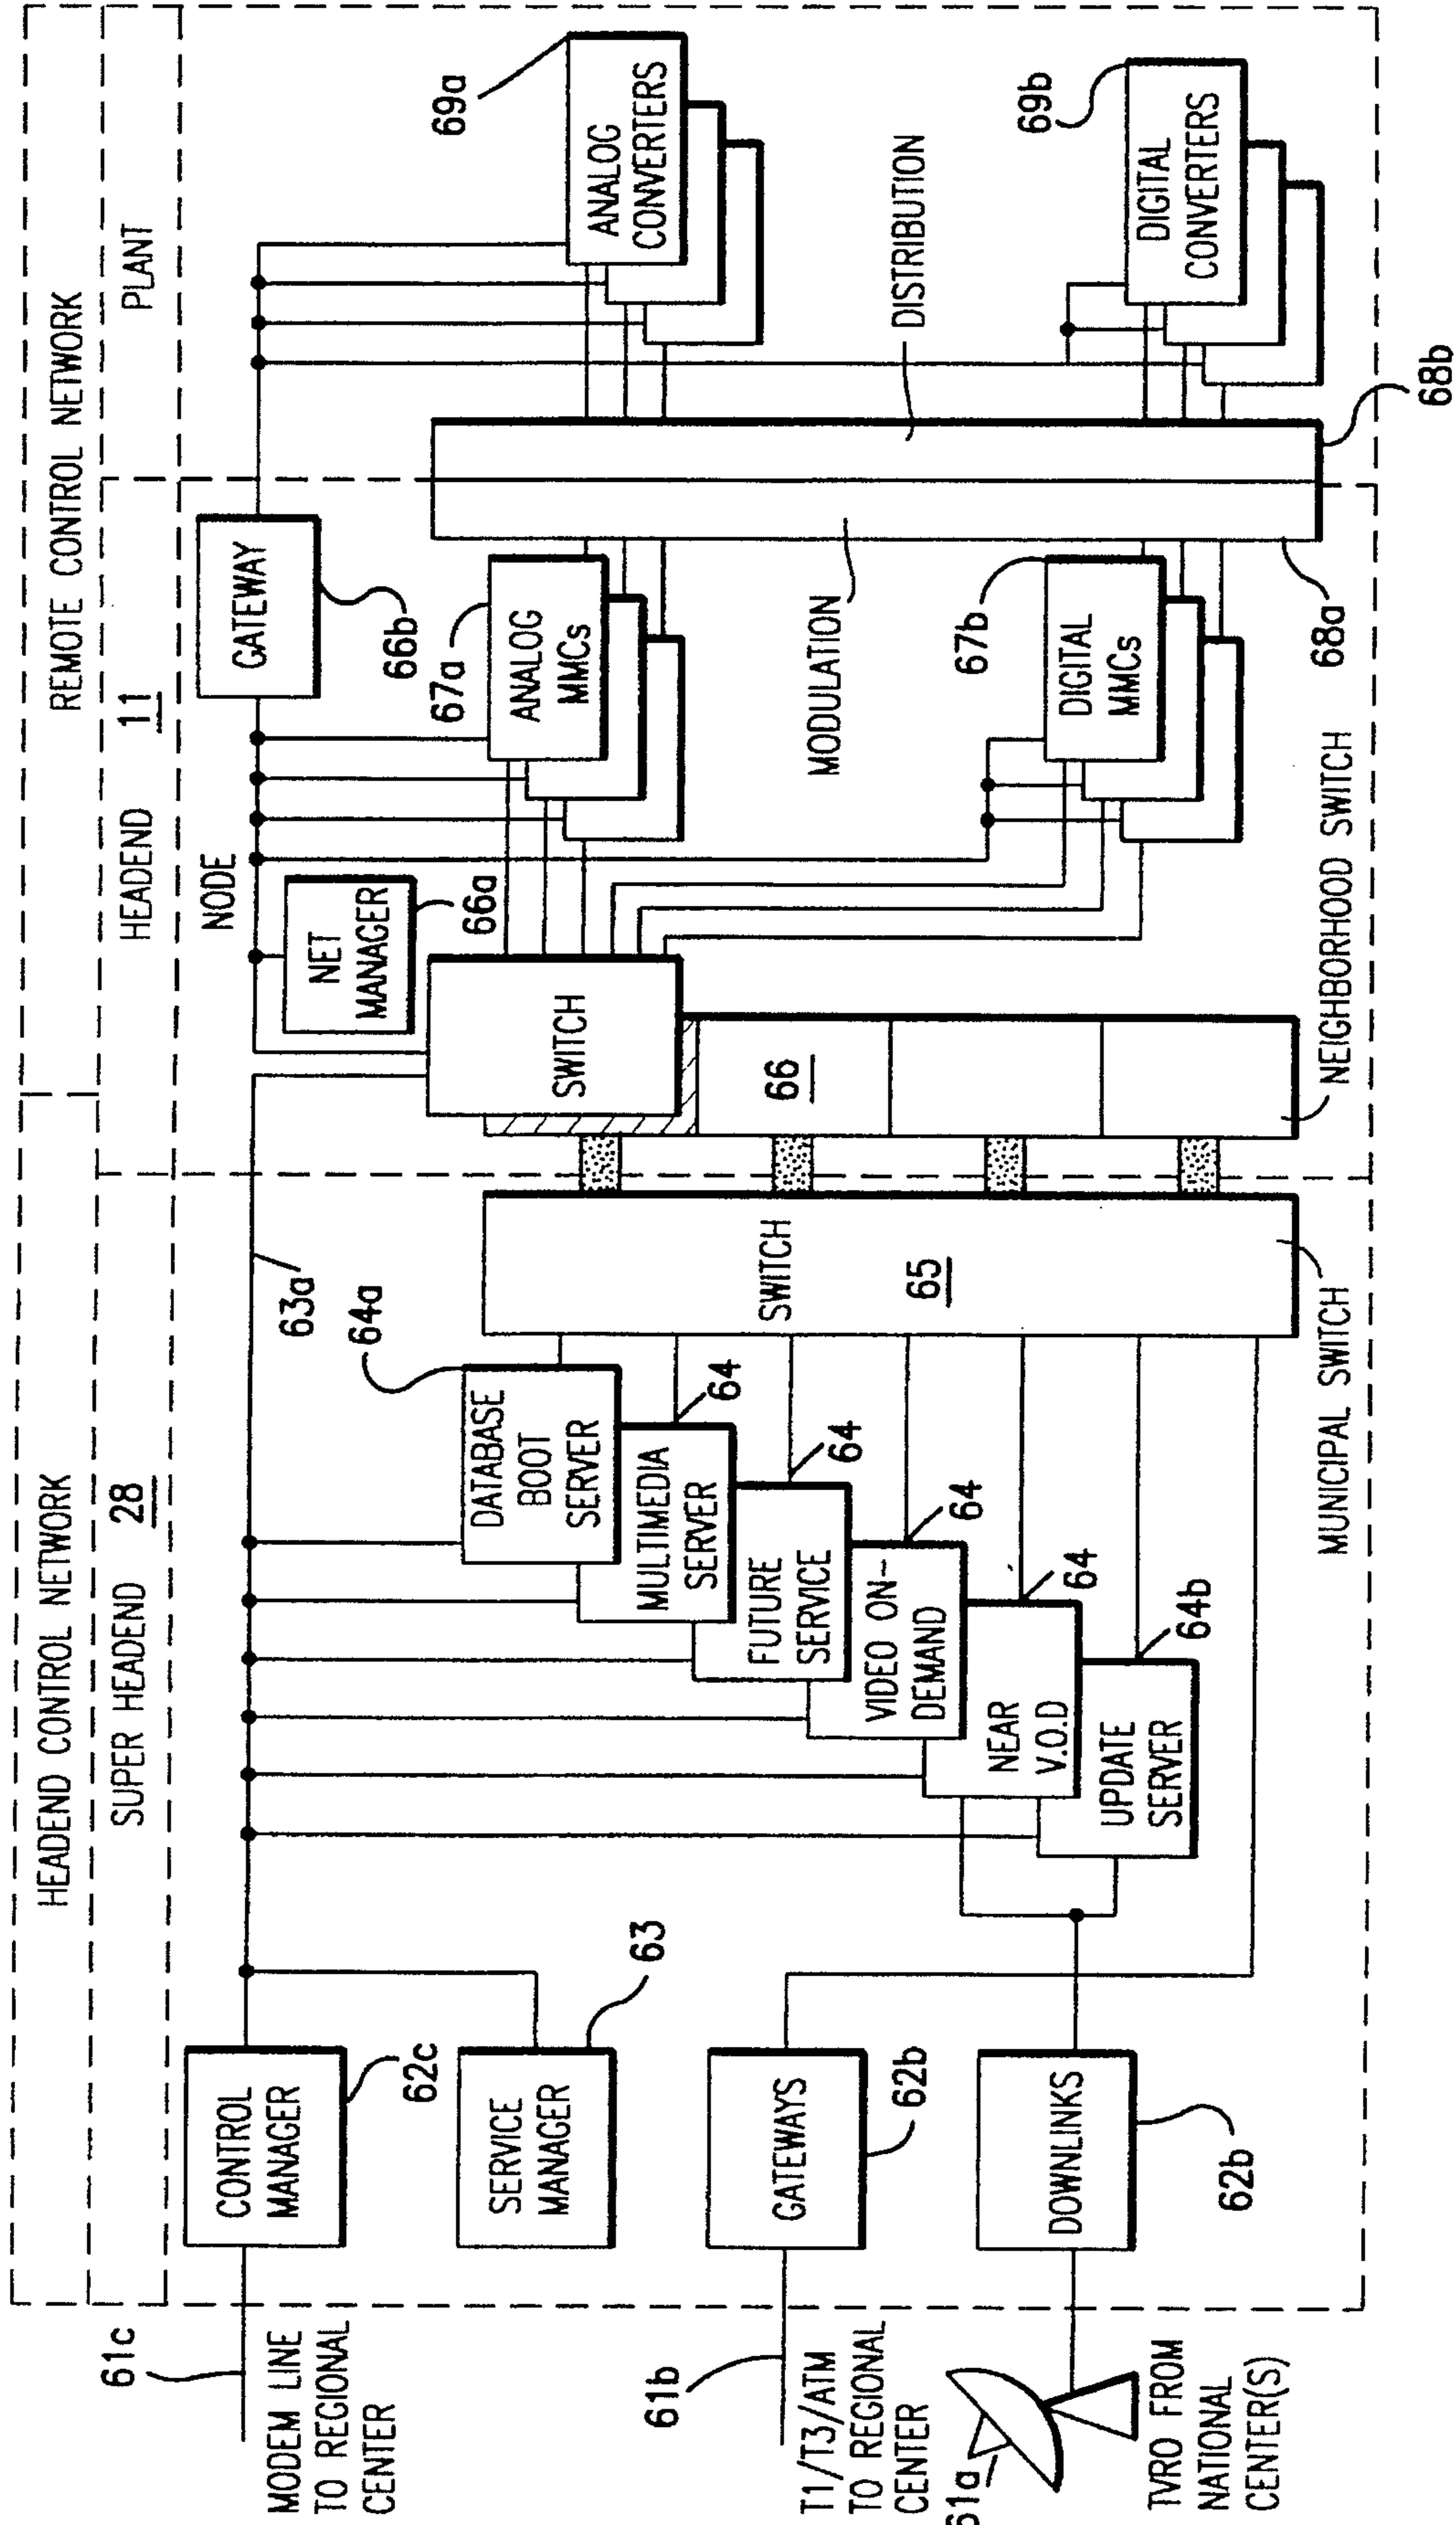 HEADEND CONTROL NETWORK
REMOTE CONTROL NETWORK
SUPER HEADEND 28
HEADEND 11
PLANT
61c
MODEM LINE
TO REGIONAL
CENTER
CONTROL
MANAGER
62c
SERVICE
MANAGER
63
61b
T1/T3/ATM
TO REGIONAL
CENTER
GATEWAYS
62b
61a
TVRO FROM
NATIONAL
CENTER(S)
DOWNLINKS
62b
63a
64a
DATABASE
BOOT
SERVER
MULTIMEDIA
SERVER
64
FUTURE
SERVICE
64
VIDEO ON-
DEMAND
64
NEAR
V.O.D
64
UPDATE
SERVER
64b
SWITCH
65
MUNICIPAL SWITCH
NODE
NET
MANAGER
66a
SWITCH
66
NEIGHBORHOOD SWITCH
GATEWAY
66b
67a
ANALOG
MMCs
67b
DIGITAL
MMCs
MODULATION
68a
DISTRIBUTION
68b
69a
ANALOG
CONVERTERS
69b
DIGITAL
CONVERTERS